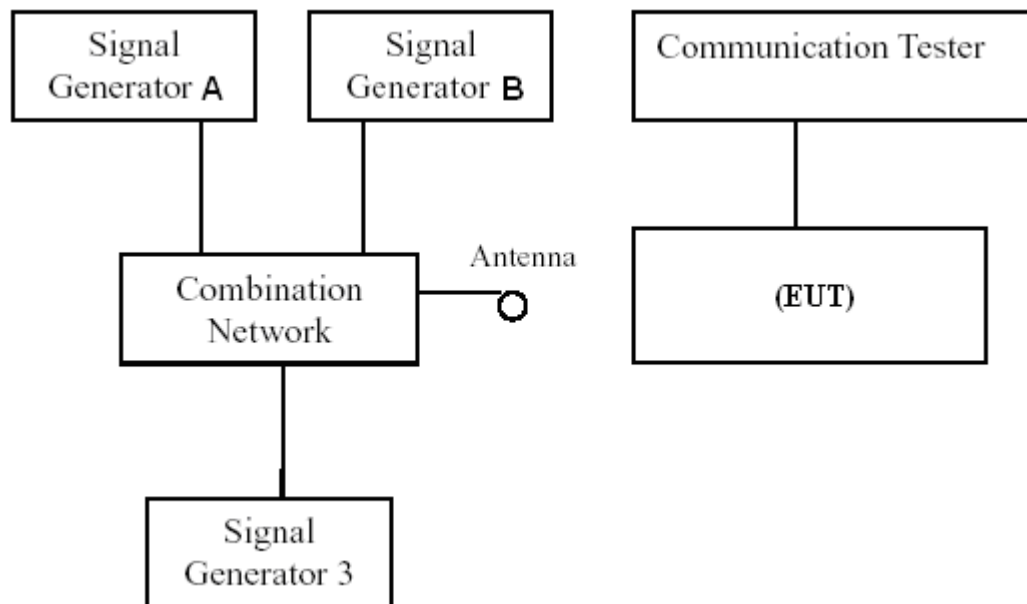 Signal
Generator A
Signal
Generator B
Communication Tester
Antenna
Combination
Network
(EUT)
Signal
Generator 3